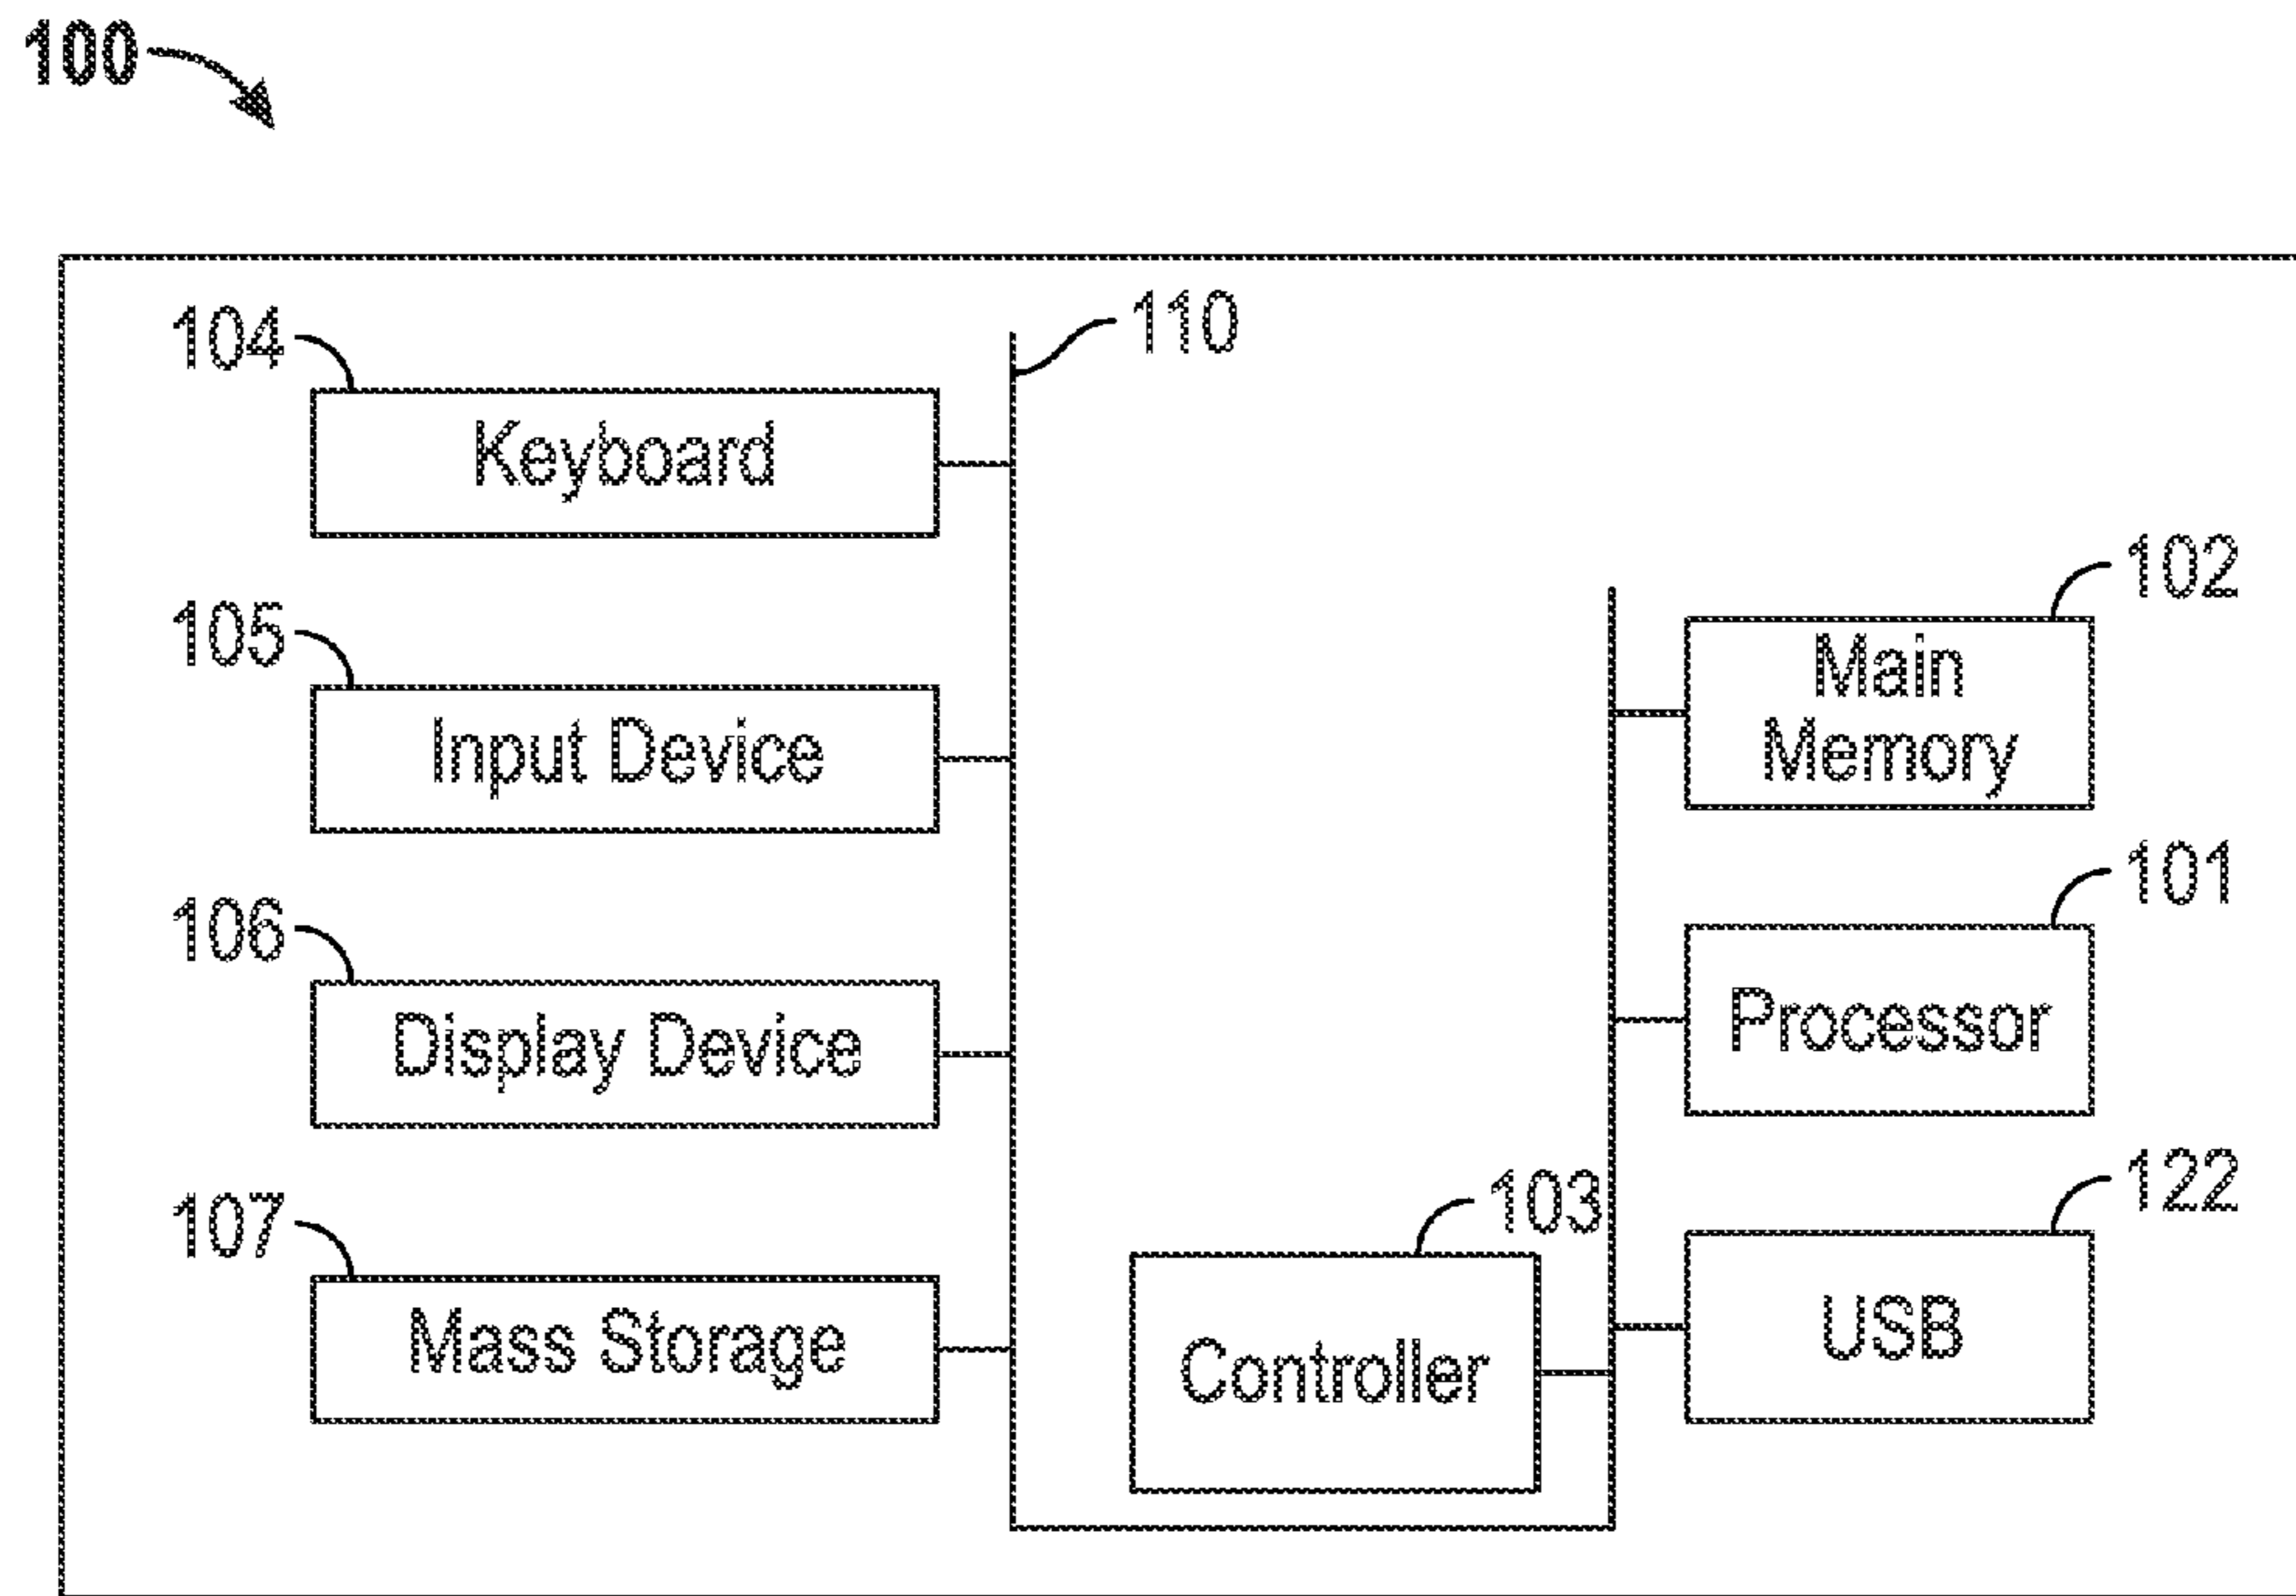 100
104
110
Keyboard
102
105
Main
Memory
Input Device
101
106
Processor
Display Device
103
122
107
USB
Mass Storage
Controller